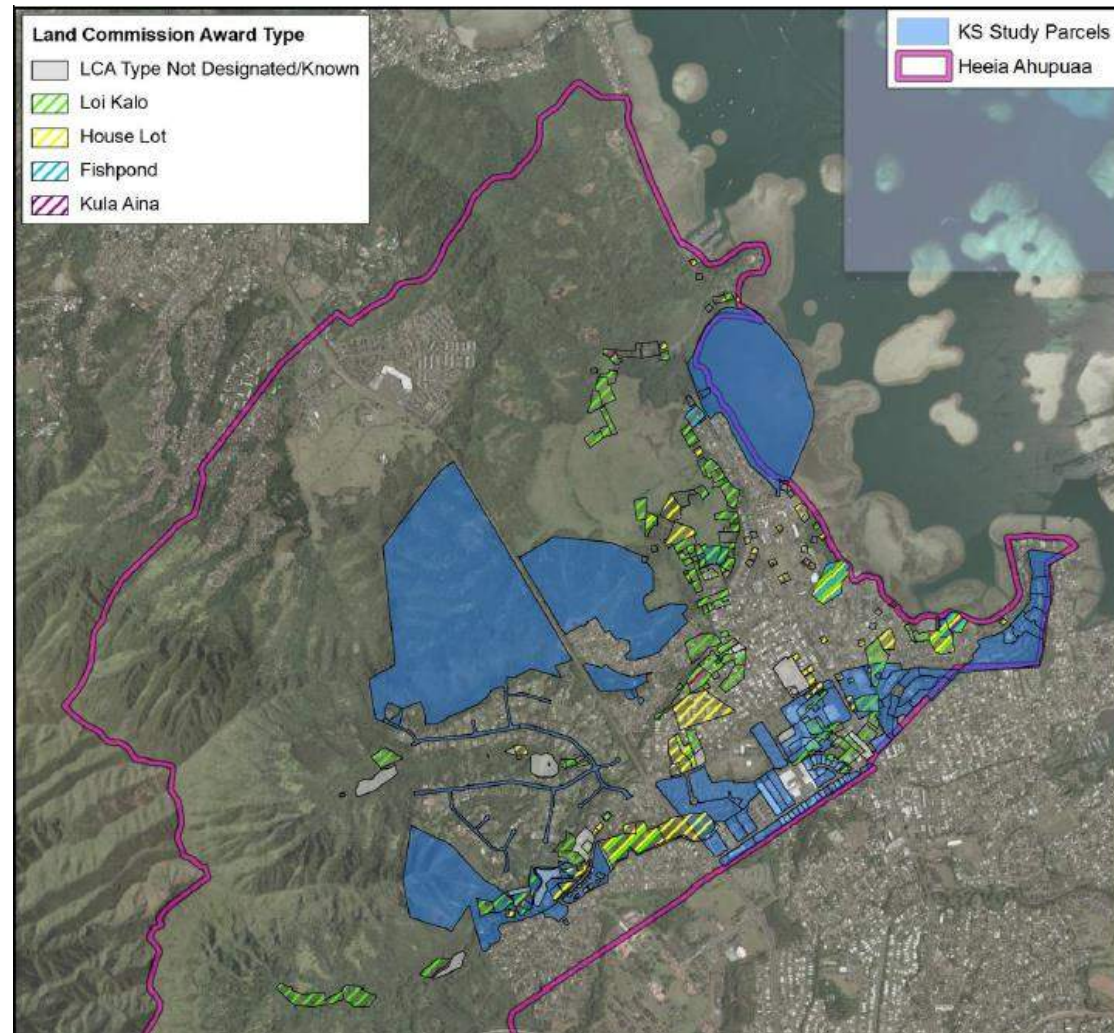 Land Commission Award Type
LCA Type Not Designated/Known
Loi Kalo
House Lot
Fishpond
Kula Aina
KS Study Parcels
Heeia Ahupuaa